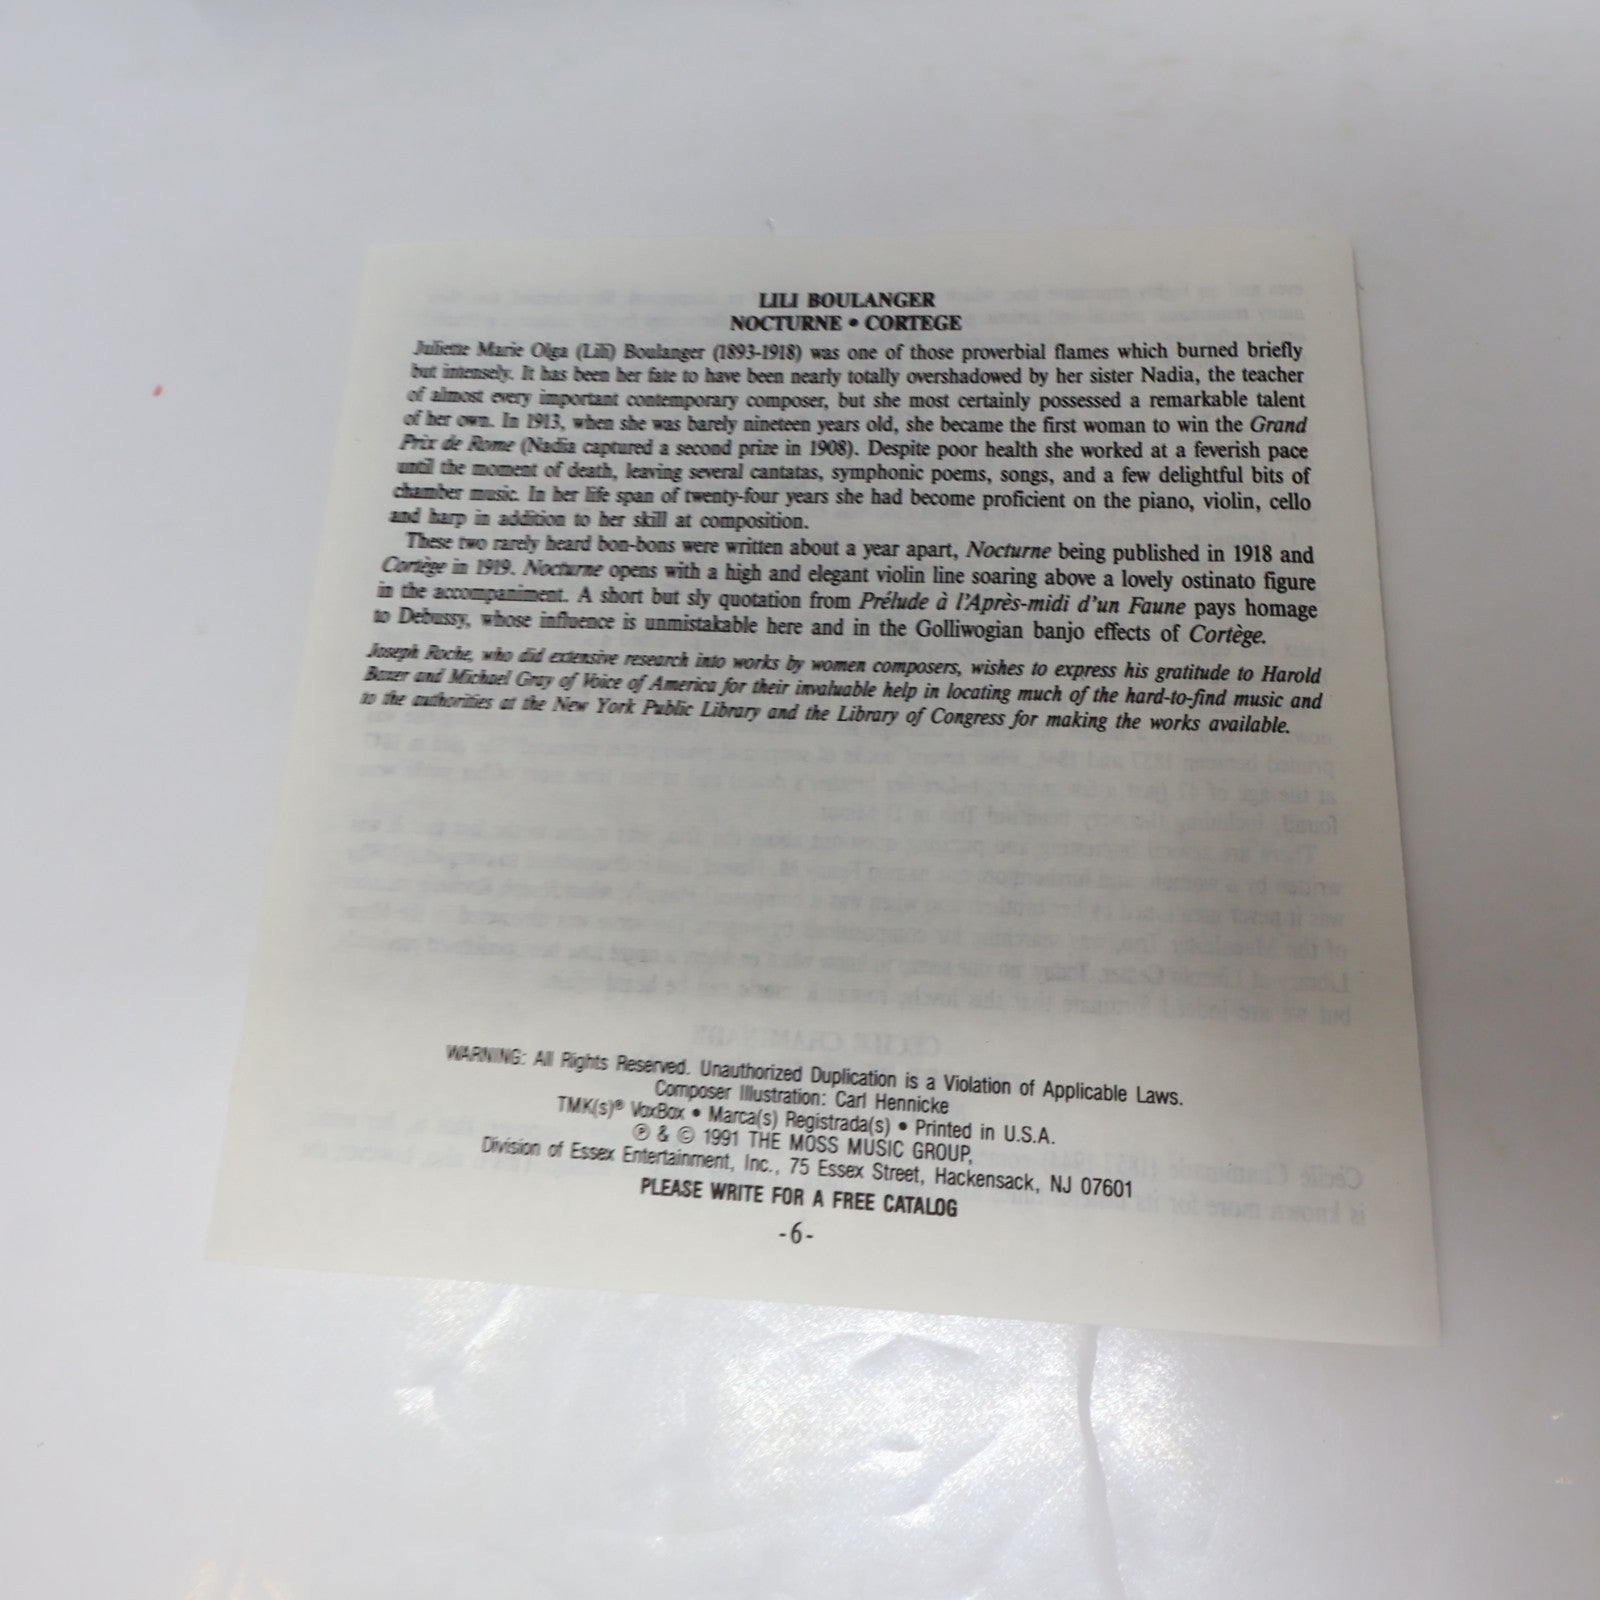 LILI BOULANGER
NOCTURNE • CORTEGE
Juliette Marie Olga (Lili) Boulanger (1893-1918) was one of those proverbial flames which burned briefly
but intensely. It has been her fate to have been nearly totally overshadowed by her sister Nadia, the teacher
of almost every important contemporary composer, but she most certainly possessed a remarkable talent
of her own. In 1913, when she was barely nineteen years old, she became the first woman to win the Grand
Prix de Rome (Nadia captured a second prize in 1908). Despite poor health she worked at a feverish pace
until the moment of death, leaving several cantatas, symphonic poems, songs, and a few delightful bits of
chamber music. In her life span of twenty-four years she had become proficient on the piano, violin, cello
and harp in addition to her skill at composition.
These two rarely heard bon-bons were written about a year apart, Nocturne being published in 1918 and
Cortège in 1919. Nocturne opens with a high and elegant violin line soaring above a lovely ostinato figure
in the accompaniment. A short but sly quotation from Prélude à l'Après-midi d'un Faune pays homage
to Debussy, whose influence is unmistakable here and in the Golliwogian banjo effects of Cortège.
Joseph Roche, who did extensive research into works by women composers, wishes to express his gratitude to Harold
and Michael Gray of Voice of America for their invaluable help in locating much of the hard-to-find music and
to the authorities at the New York Public Library and the Library of Congress for making the works available.
WARNING: All Rights Reserved. Unauthorized Duplication is a Violation of Applicable Laws.
Composer Illustration: Carl Hennicke
TMK(s)® VoxBox • Marca(s) Registrada(s) • Printed in U.S.A.
℗ & © 1991 THE MOSS MUSIC GROUP,
Division of Essex Entertainment, Inc., 75 Essex Street, Hackensack, NJ 07601
PLEASE WRITE FOR A FREE CATALOG
-6-